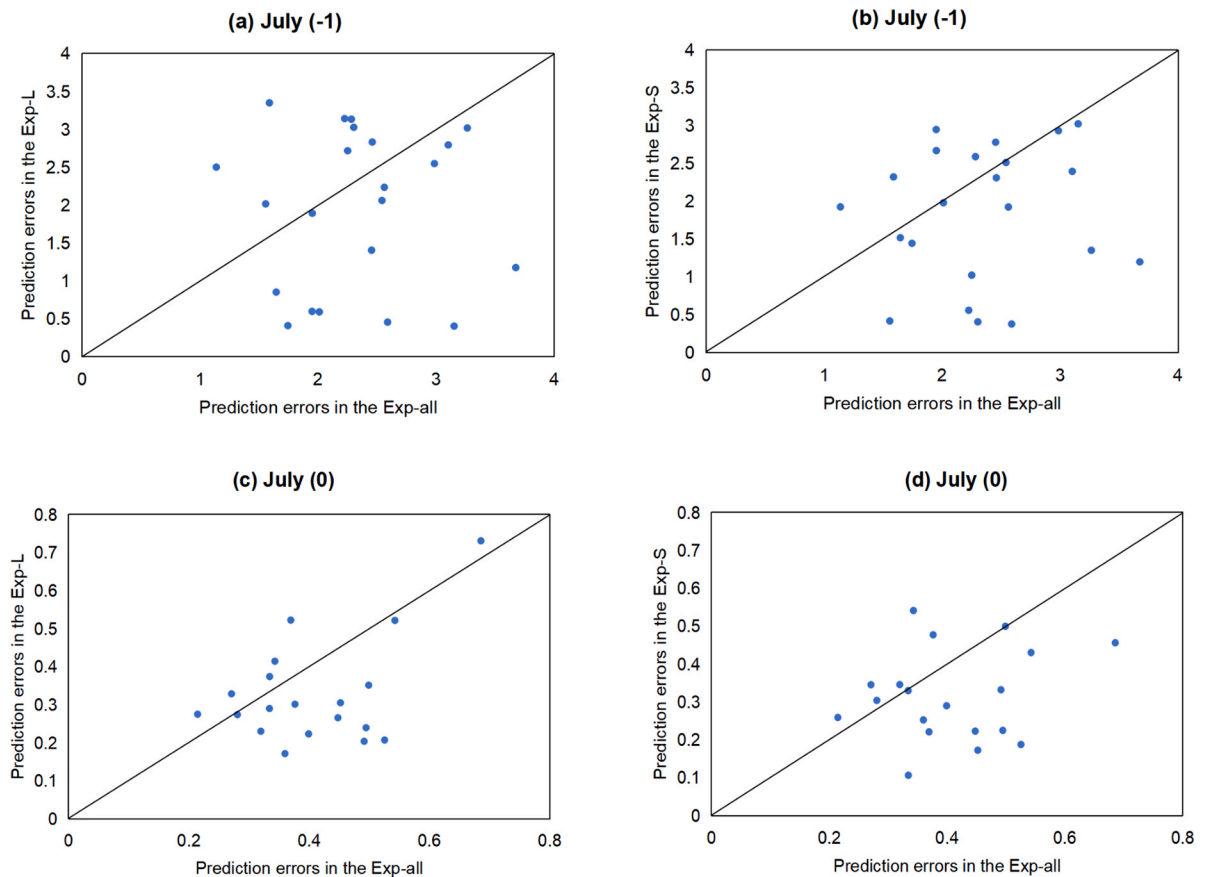 (a) July (-1)
4
3.5
3
2.5
2
1.5
1
0.5
0
0 1 2 3 4
Prediction errors in the Exp-L
Prediction errors in the Exp-all
(b) July (-1)
4
3.5
3
2.5
2
1.5
1
0.5
0
0 1 2 3 4
Prediction errors in the Exp-S
Prediction errors in the Exp-all
(c) July (0)
0.8
0.7
0.6
0.5
0.4
0.3
0.2
0.1
0
0 0.2 0.4 0.6 0.8
Prediction errors in the Exp-L
Prediction errors in the Exp-all
(d) July (0)
0.8
0.7
0.6
0.5
0.4
0.3
0.2
0.1
0
0 0.2 0.4 0.6 0.8
Prediction errors in the Exp-S
Prediction errors in the Exp-all